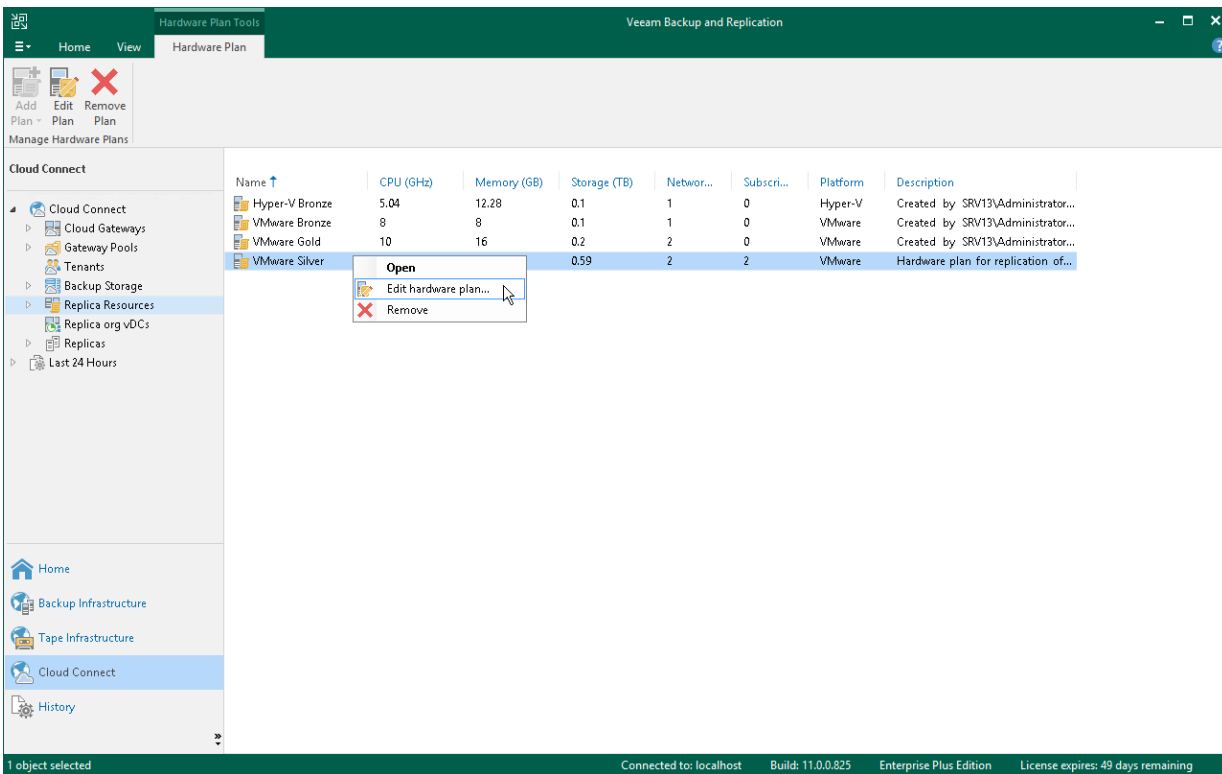 Hardware Plan Tools
Veeam Backup and Replication
Home View Hardware Plan
Add Plan
Edit Plan
Remove Plan
Manage Hardware Plans
Cloud Connect
Cloud Connect
Cloud Gateways
Gateway Pools
Tenants
Backup Storage
Replica Resources
Replica org vDCs
Replicas
Last 24 Hours
Name CPU (GHz) Memory (GB) Storage (TB) Networ... Subscri... Platform Description
Hyper-V Bronze 5.04 12.28 0.1 1 0 Hyper-V Created by SRV13\Administrator...
VMware Bronze 8 8 0.1 1 0 VMware Created by SRV13\Administrator...
VMware Gold 10 16 0.2 2 0 VMware Created by SRV13\Administrator...
VMware Silver 0.59 2 2 VMware Hardware plan for replication of...
Open
Edit hardware plan...
Remove
Home
Backup Infrastructure
Tape Infrastructure
Cloud Connect
History
1 object selected
Connected to: localhost Build: 11.0.0.825 Enterprise Plus Edition License expires: 49 days remaining